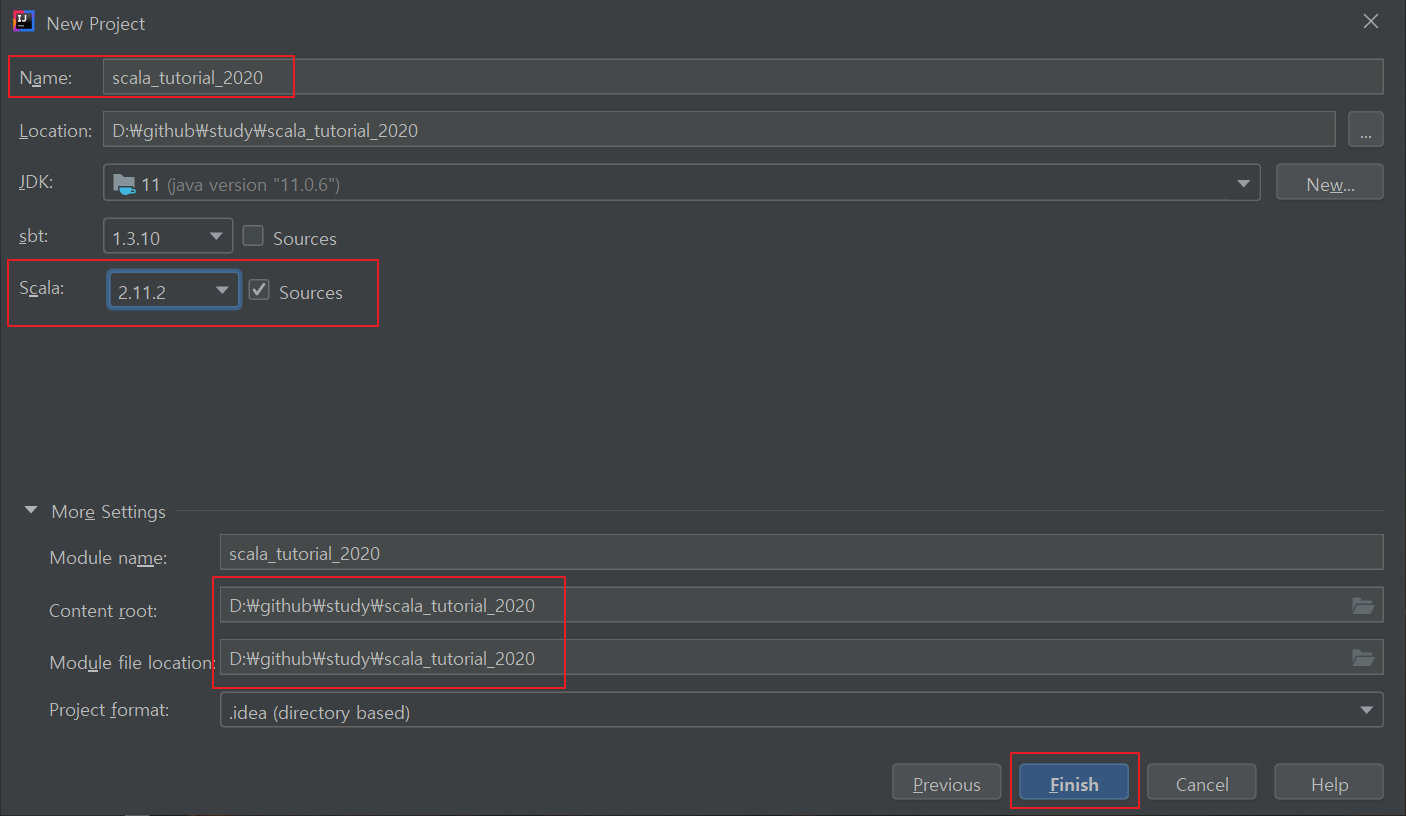 New Project
Name: scala_tutorial_2020
Location: D:₩github₩study₩scala_tutorial_2020 ...
JDK: 11 (java version "11.0.6") New...
sbt: 1.3.10 Sources
Scala: 2.11.2 Sources
More Settings
Module name: scala_tutorial_2020
Content root: D:₩github₩study₩scala_tutorial_2020
Module file location: D:₩github₩study₩scala_tutorial_2020
Project format: .idea (directory based)
Previous Finish Cancel Help